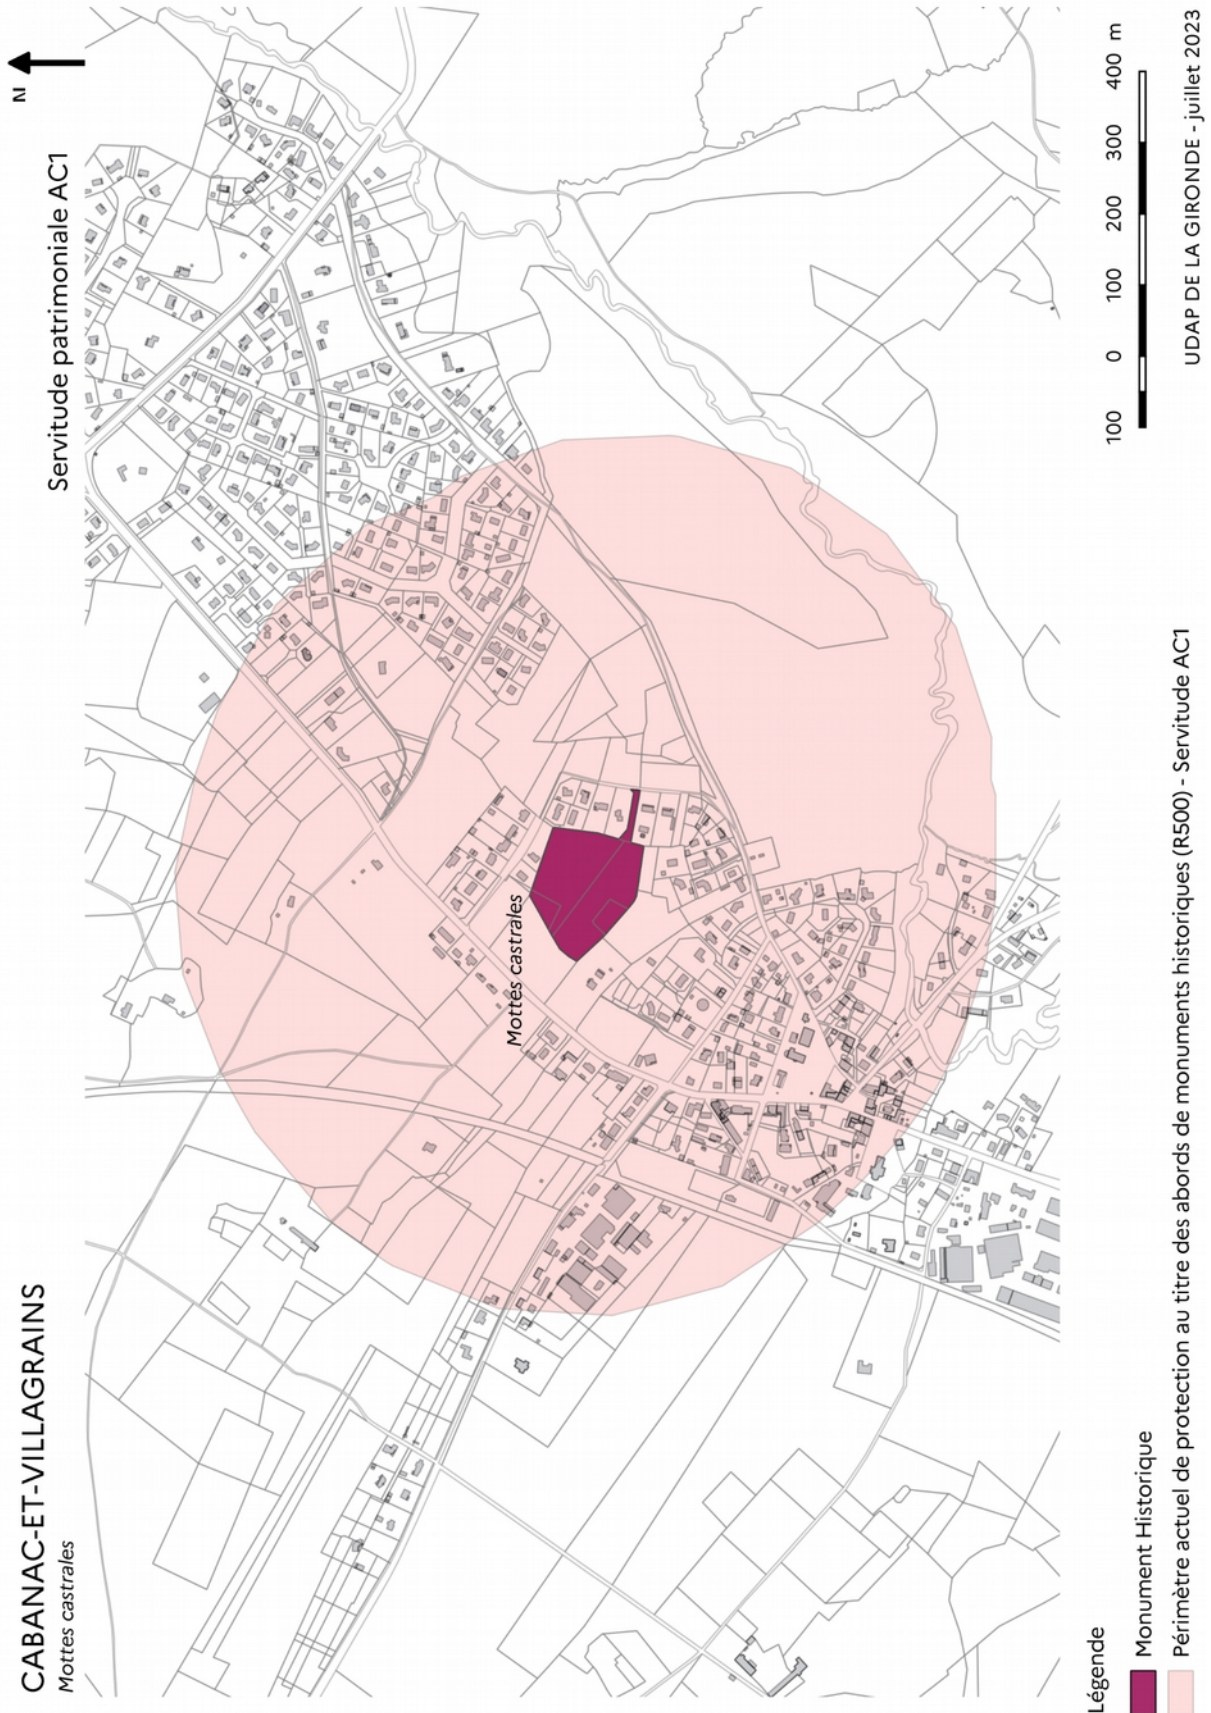 CABANAC-ET-VILLAGRAINS
Mottes castrales
Servitude patrimoniale AC1
N
Mottes castrales
Légende
Monument Historique
Périmètre actuel de protection au titre des abords de monuments historiques (R500) - Servitude AC1
100 0 100 200 300 400 m
UDAP DE LA GIRONDE - juillet 2023